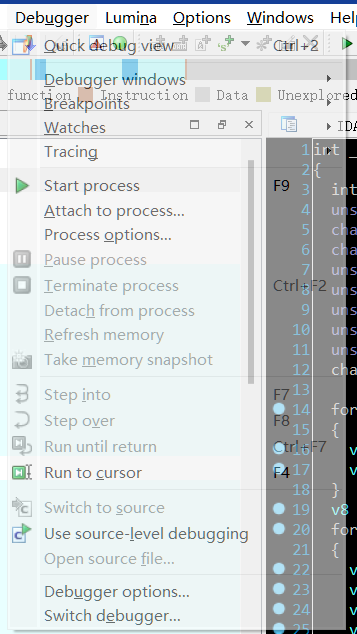 Debugger Lumina Options Windows Hel
Quick debug view Ctrl+2
Debugger windows
function Instruction Data Unexplored
Breakpoints
Watches
IDA
Tracing
1 int
2 {
Start process F9
3 int
Attach to process...
4 uns
5 cha
Process options...
6 cha
7 uns
Pause process
8 uns
Terminate process Ctrl+F2
9 uns
Detach from process
10 uns
Refresh memory
11 uns
Take memory snapshot
12 cha
13
Step into F7
14 for
Step over F8
15 {
Run until return Ctrl+F7
16 v
Run to cursor F4
17 v
18 }
Switch to source
19 v8
20 for
Use source-level debugging
21 {
Open source file...
22 v
23 v
Debugger options...
24 v
Switch debugger...
25 v